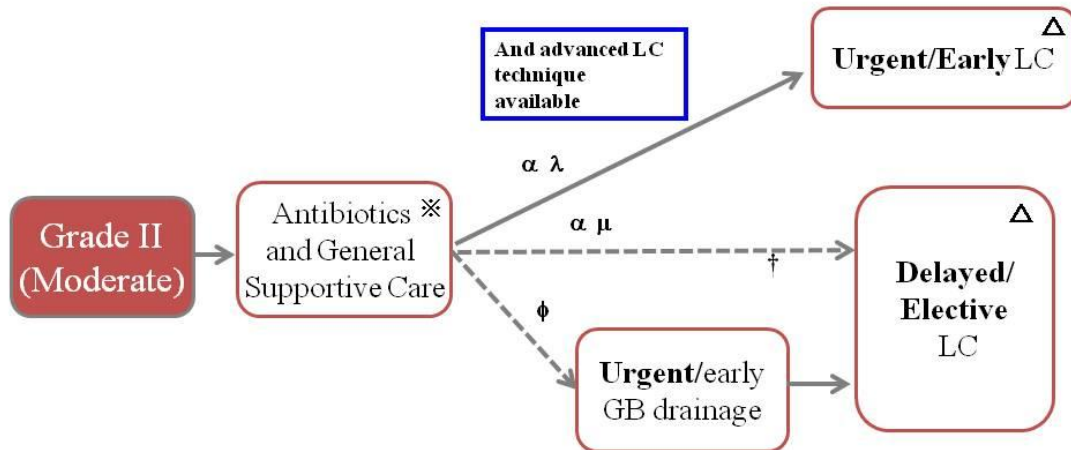 And advanced LC
technique
available
△
Urgent/Early LC
α λ
Grade II
(Moderate)
Antibiotics ※
and General
Supportive Care
α μ
†
△
Delayed/
Elective
LC
ϕ
Urgent/early
GB drainage